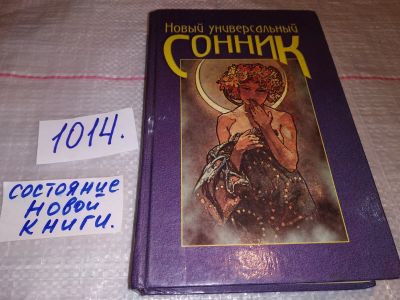 Новый универсальный
СОННИК
1014.
СОСТОЯНИЕ
НОВОЙ
КНИГИ.